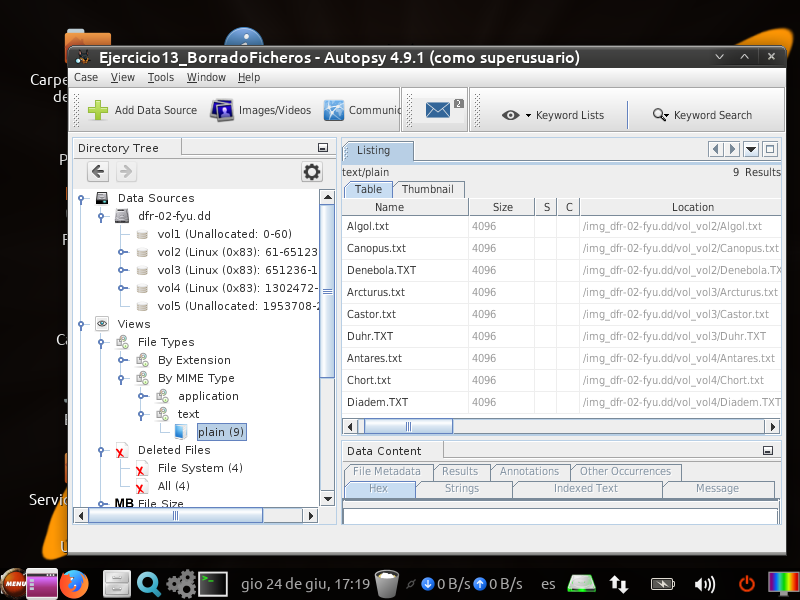 Ejercicio13_BorradoFicheros - Autopsy 4.9.1 (como superusuario)
Case View Tools Window Help
Add Data Source Images/Videos Communic 2 Keyword Lists Keyword Search
Directory Tree
Data Sources
dfr-02-fyu.dd
vol1 (Unallocated: 0-60)
vol2 (Linux (0x83): 61-65123
vol3 (Linux (0x83): 651236-1
vol4 (Linux (0x83): 1302472-
vol5 (Unallocated: 1953708-2
Views
File Types
By Extension
By MIME Type
application
text
plain (9)
Deleted Files
File System (4)
All (4)
MB File Size
Listing
text/plain 9 Results
Table Thumbnail
Name Size S C Location
Algol.txt 4096 /img_dfr-02-fyu.dd/vol_vol2/Algol.txt
Canopus.txt 4096 /img_dfr-02-fyu.dd/vol_vol2/Canopus.txt
Denebola.TXT 4096 /img_dfr-02-fyu.dd/vol_vol2/Denebola.TX
Arcturus.txt 4096 /img_dfr-02-fyu.dd/vol_vol3/Arcturus.txt
Castor.txt 4096 /img_dfr-02-fyu.dd/vol_vol3/Castor.txt
Duhr.TXT 4096 /img_dfr-02-fyu.dd/vol_vol3/Duhr.TXT
Antares.txt 4096 /img_dfr-02-fyu.dd/vol_vol4/Antares.txt
Chort.txt 4096 /img_dfr-02-fyu.dd/vol_vol4/Chort.txt
Diadem.TXT 4096 /img_dfr-02-fyu.dd/vol_vol4/Diadem.TXT
Data Content
File Metadata Results Annotations Other Occurrences
Hex Strings Indexed Text Message
Carpe
de
Servic
MENU gio 24 de giu, 17:19 0 B/s 0 B/s es